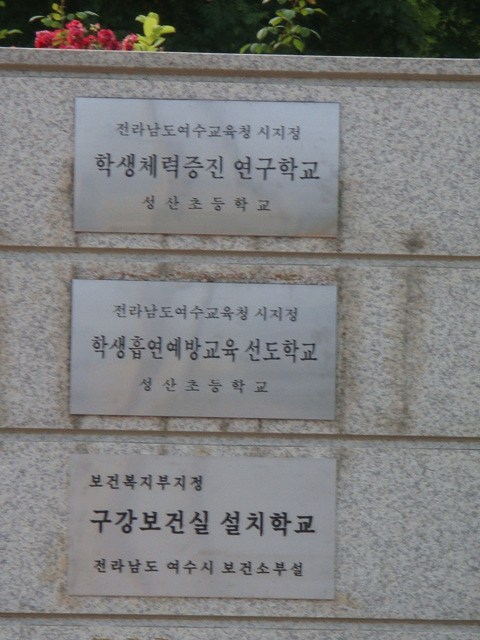 전라남도여수교육청 시지정
학생체력증진 연구학교
성산초등학교
전라남도여수교육청 시지정
학생흡연예방교육 선도학교
성산초등학교
보건복지부지정
구강보건실 설치학교
전라남도 여수시 보건소부설